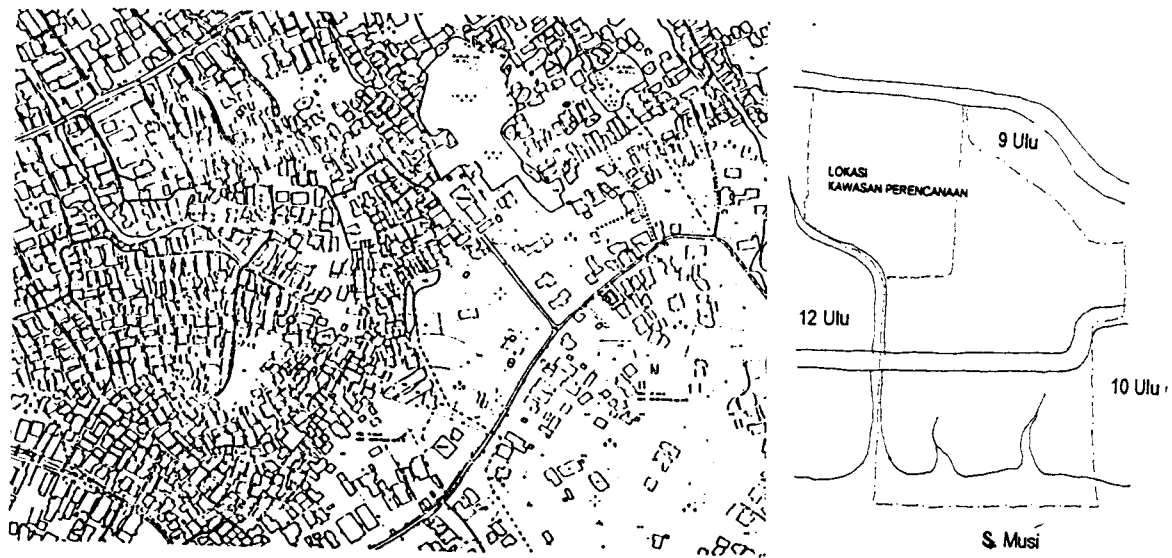 9 Ulu
LOKASI
KAWASAN PERENCANAAN
12 Ulu
10 Ulu
S. Musi